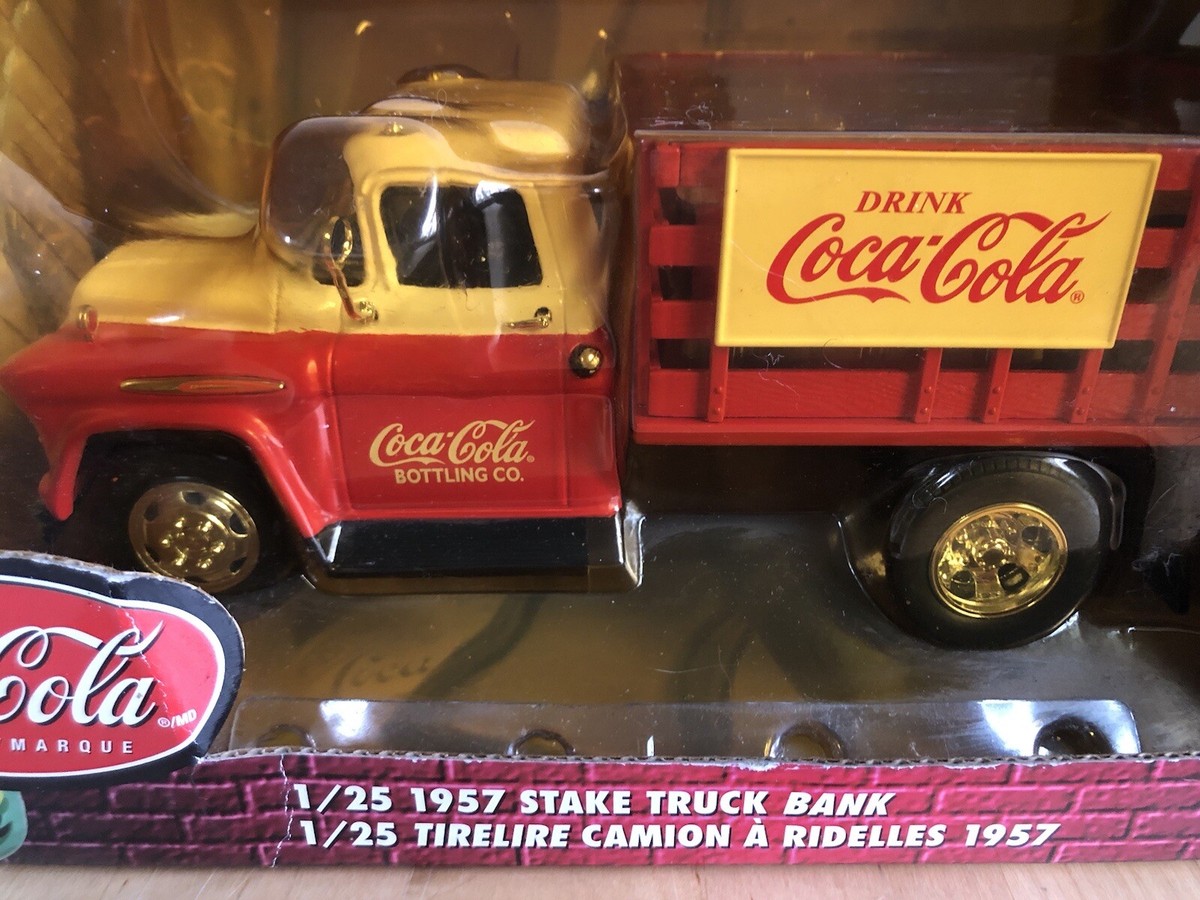 DRINK
Coca-Cola®
Coca-Cola®
BOTTLING CO.
Cola ®/MD
MARQUE
1/25 1957 STAKE TRUCK BANK
1/25 TIRELIRE CAMION À RIDELLES 1957